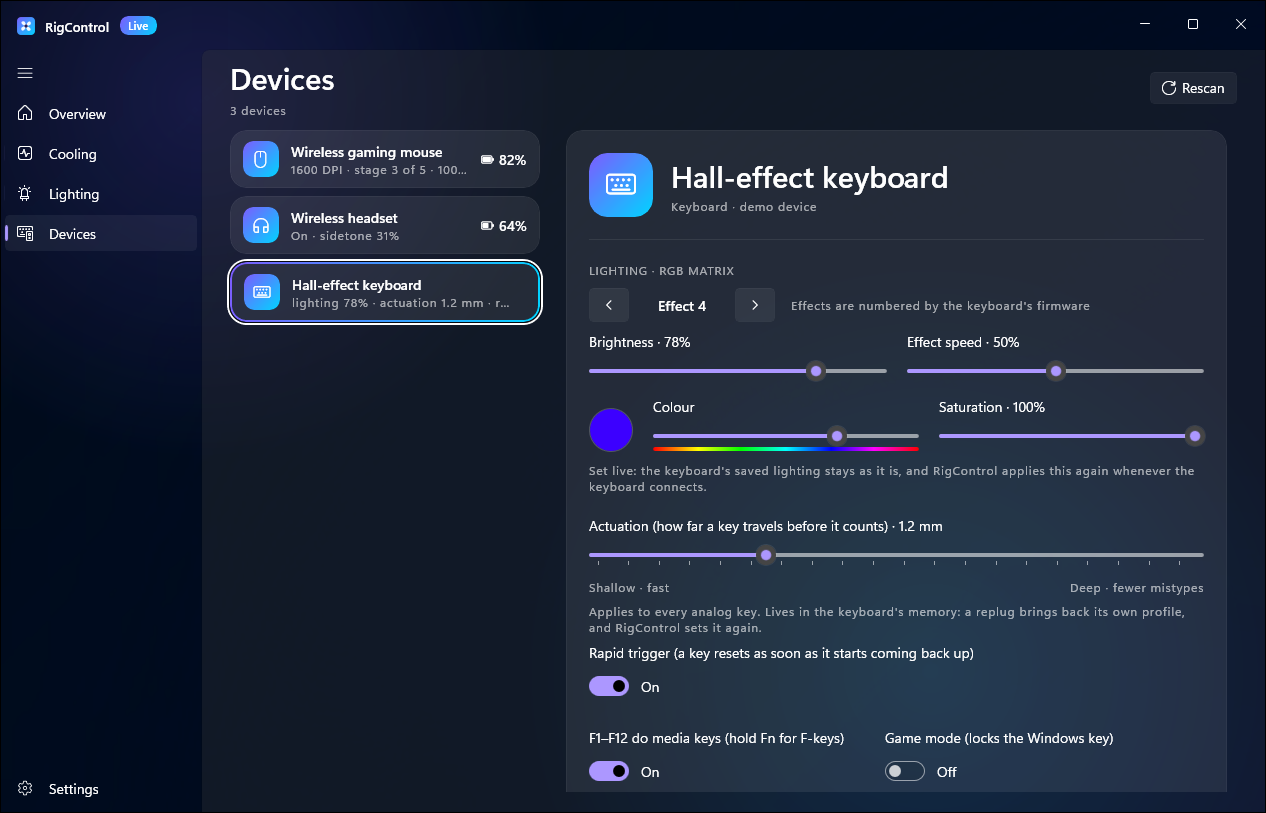 RigControl Live
Overview
Cooling
Lighting
Devices
Settings
Devices
3 devices
Rescan
Wireless gaming mouse
1600 DPI · stage 3 of 5 · 100...
82%
Wireless headset
On · sidetone 31%
64%
Hall-effect keyboard
lighting 78% · actuation 1.2 mm · r...
Hall-effect keyboard
Keyboard · demo device
LIGHTING · RGB MATRIX
Effect 4
Effects are numbered by the keyboard's firmware
Brightness · 78%
Effect speed · 50%
Colour
Saturation · 100%
Set live: the keyboard's saved lighting stays as it is, and RigControl applies this again whenever the
keyboard connects.
Actuation (how far a key travels before it counts) · 1.2 mm
Shallow · fast
Deep · fewer mistypes
Applies to every analog key. Lives in the keyboard's memory: a replug brings back its own profile,
and RigControl sets it again.
Rapid trigger (a key resets as soon as it starts coming back up)
On
F1–F12 do media keys (hold Fn for F-keys)
On
Game mode (locks the Windows key)
Off